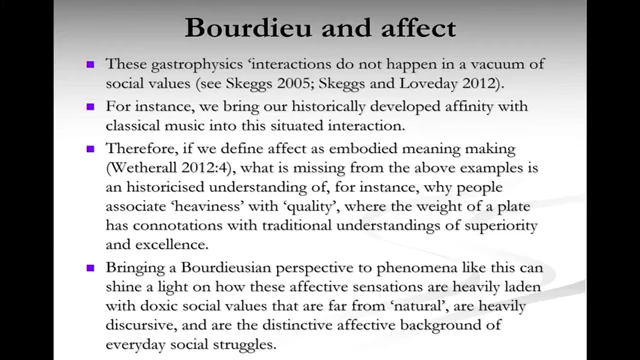 Bourdieu and affect
These gastrophysics ‘interactions do not happen in a vacuum of
social values (see Skeggs 2005; Skeggs and Loveday 2012).
For instance, we bring our historically developed affinity with
classical music into this situated interaction.
Therefore, if we define affect as embodied meaning making
(Wetherall 2012:4), what is missing from the above examples is
an historicised understanding of, for instance, why people
associate ‘heaviness’ with ‘quality’, where the weight of a plate
has connotations with traditional understandings of superiority
and excellence.
Bringing a Bourdieusian perspective to phenomena like this can
shine a light on how these affective sensations are heavily laden
with doxic social values that are far from ‘natural’, are heavily
discursive, and are the distinctive affective background of
everyday social struggles.